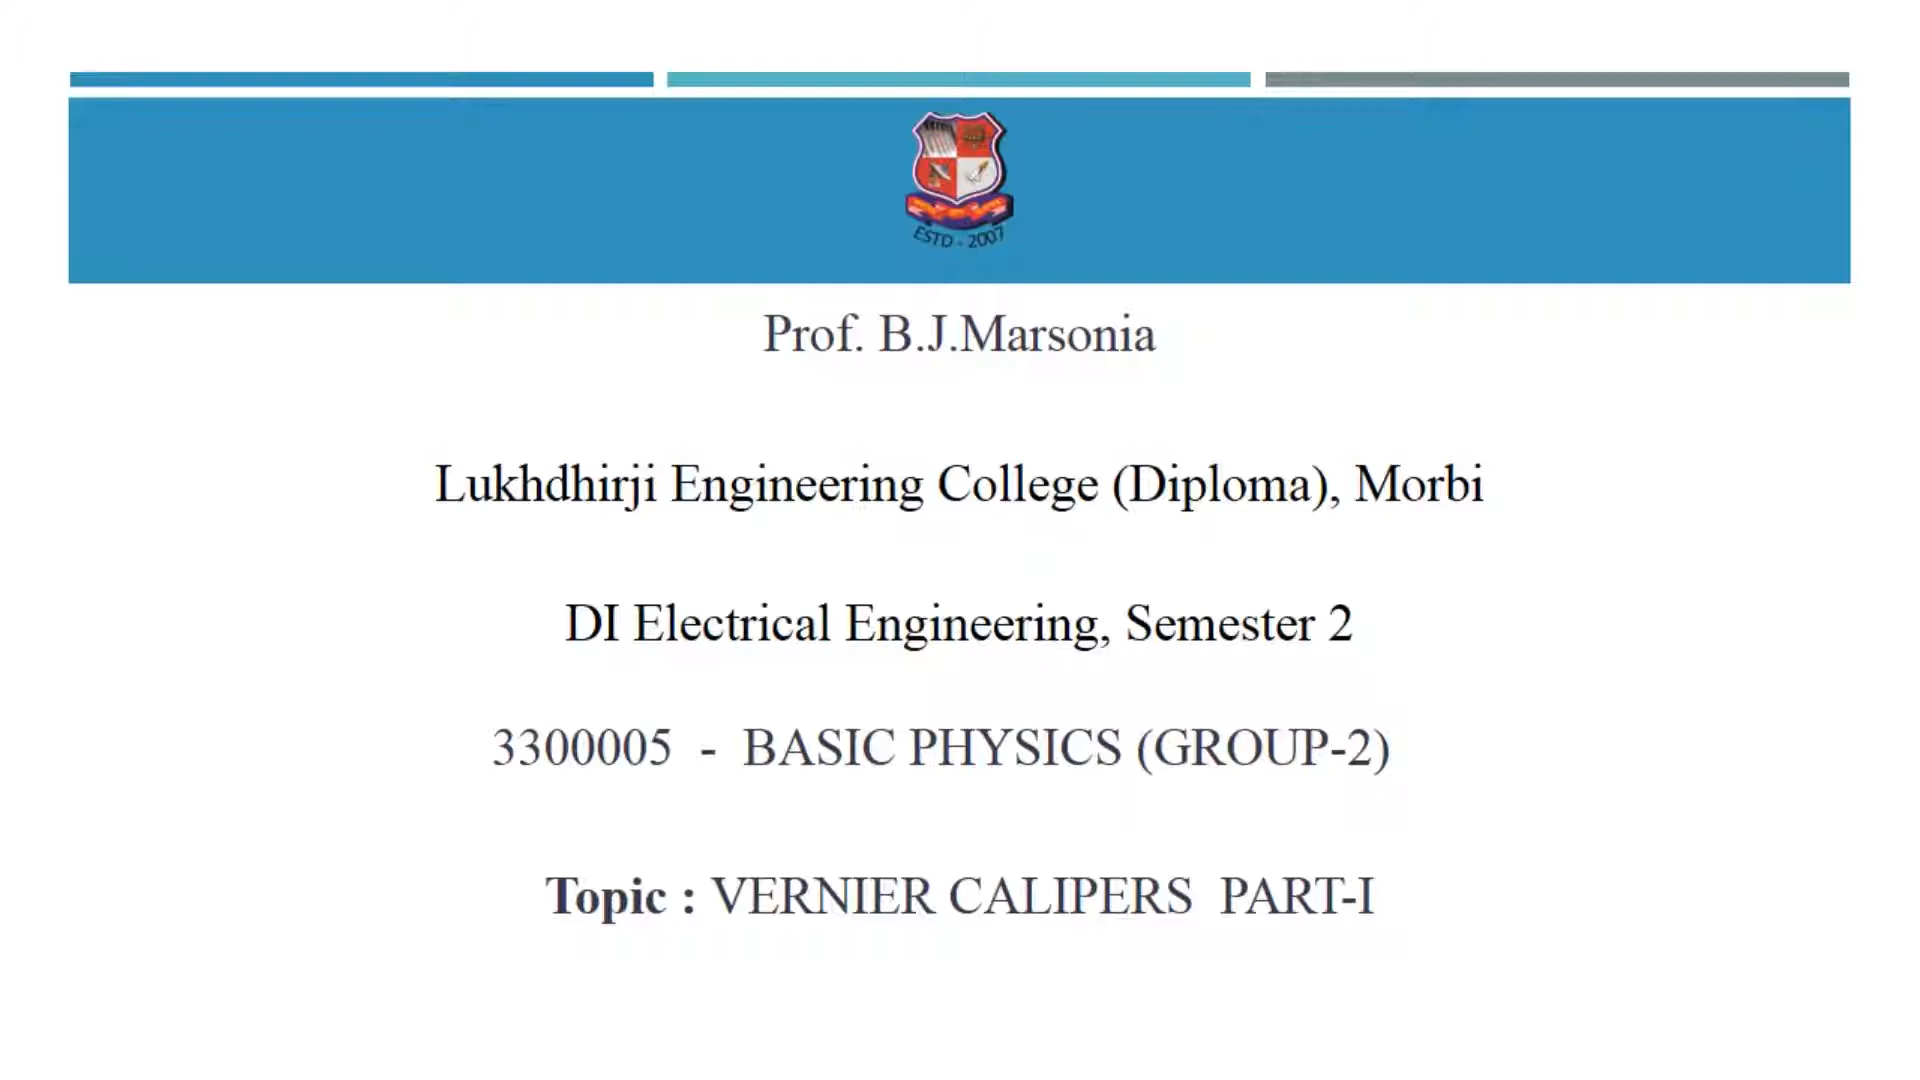 ESTD - 2007
Prof. B.J.Marsonia
Lukhdhirji Engineering College (Diploma), Morbi
DI Electrical Engineering, Semester 2
3300005 - BASIC PHYSICS (GROUP-2)
Topic : VERNIER CALIPERS PART-I